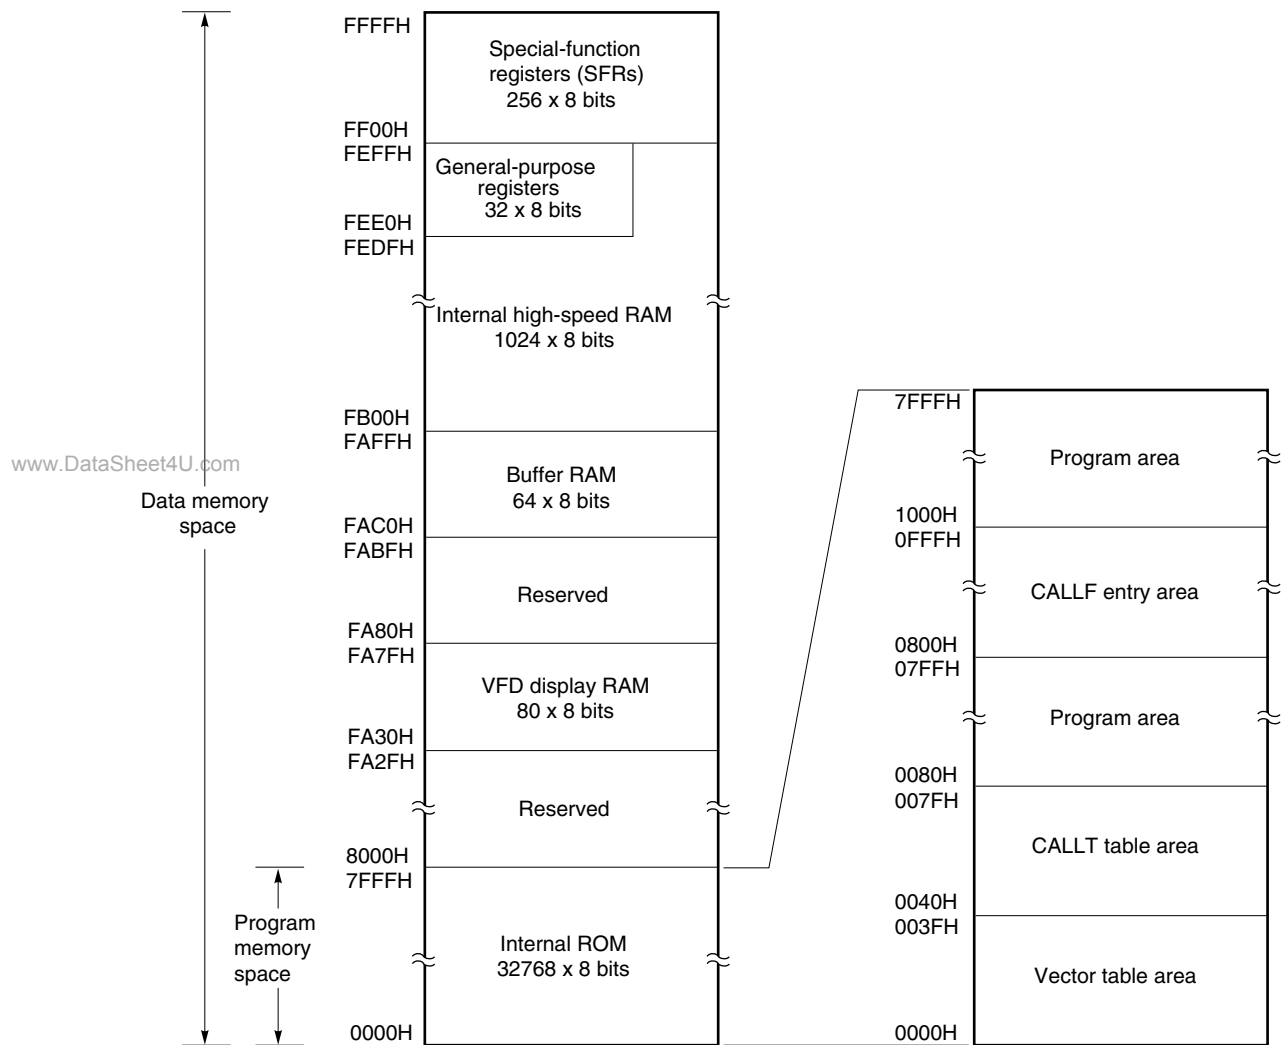 FFFFH
Special-function
registers (SFRs)
256 x 8 bits
FF00H
FEFFH
General-purpose
registers
32 x 8 bits
FEE0H
FEDFH
Internal high-speed RAM
1024 x 8 bits
FB00H
FAFFH
www.DataSheet4U.com
Data memory
space
Buffer RAM
64 x 8 bits
FAC0H
FABFH
Reserved
FA80H
FA7FH
VFD display RAM
80 x 8 bits
FA30H
FA2FH
Reserved
8000H
7FFFH
Program
memory
space
Internal ROM
32768 x 8 bits
0000H
7FFFH
Program area
1000H
0FFFH
CALLF entry area
0800H
07FFH
Program area
0080H
007FH
CALLT table area
0040H
003FH
Vector table area
0000H